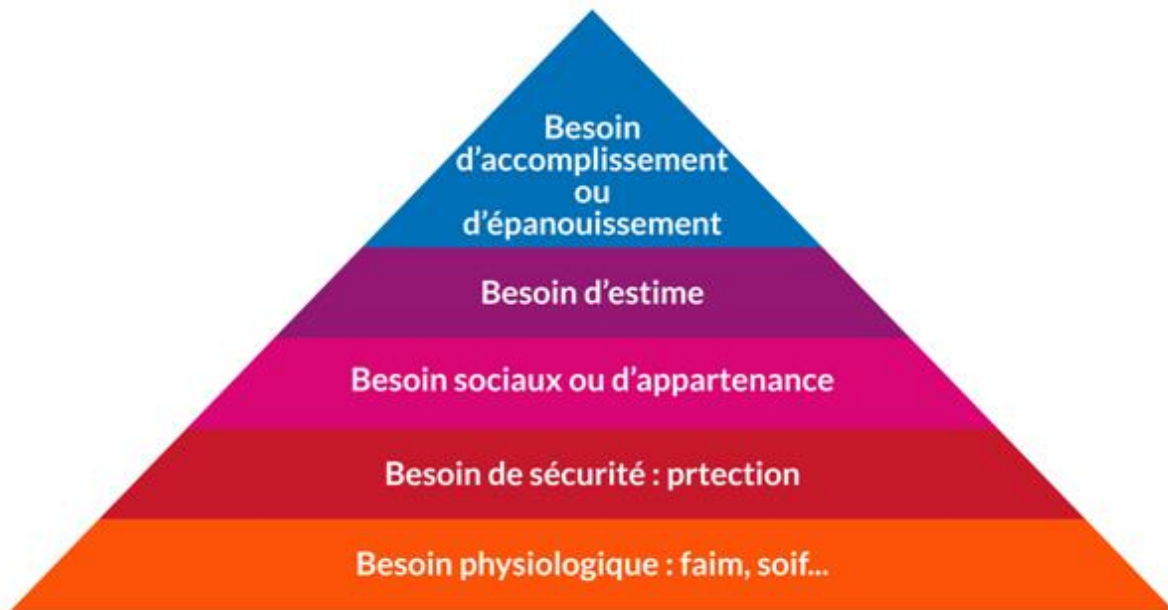 Besoin
d’accomplissement
ou
d’épanouissement
Besoin d’estime
Besoin sociaux ou d’appartenance
Besoin de sécurité : prtection
Besoin physiologique : faim, soif...